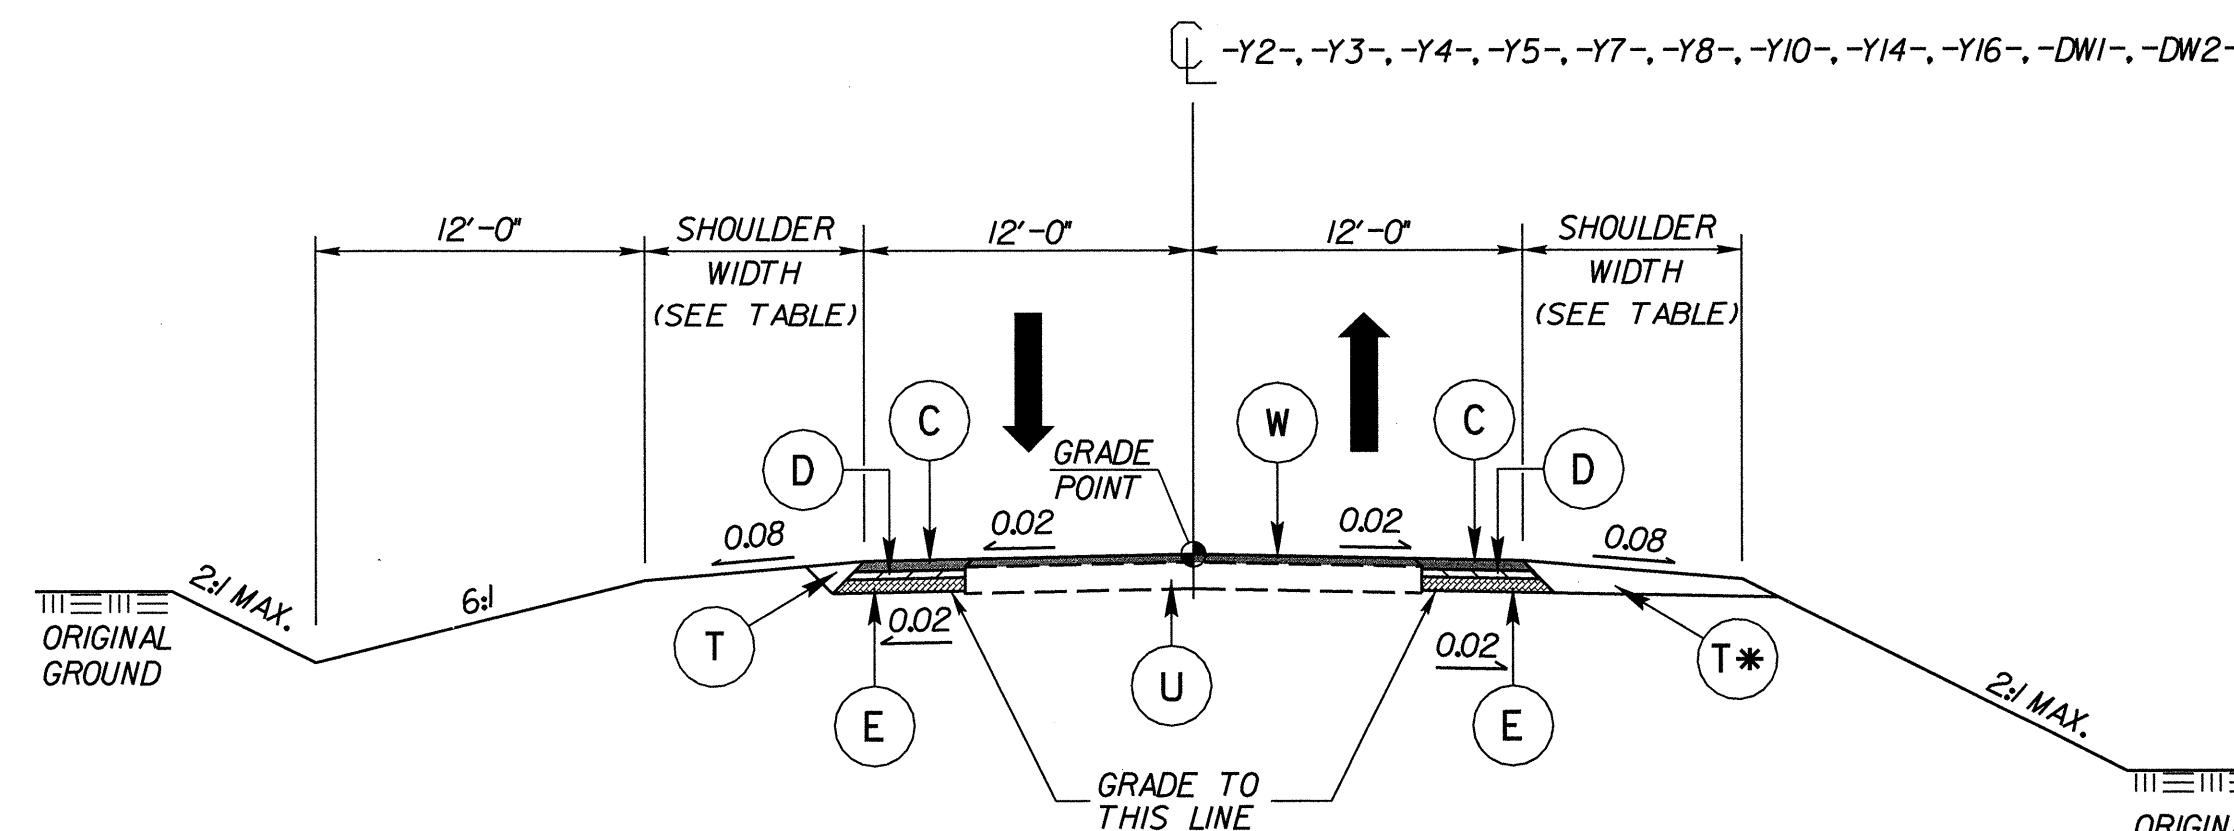 CL -Y2-, -Y3-, -Y4-, -Y5-, -Y7-, -Y8-, -Y10-, -Y14-, -Y16-, -DW1-, -DW2-
12'-0" SHOULDER 12'-0" 12'-0" SHOULDER
WIDTH WIDTH
(SEE TABLE) (SEE TABLE)
C W C
D GRADE D
POINT
0.08 0.02 0.02 0.08
2:1 MAX. 6:1
ORIGINAL
GROUND
T 0.02 U 0.02 T*
E E
2:1 MAX.
GRADE TO
THIS LINE